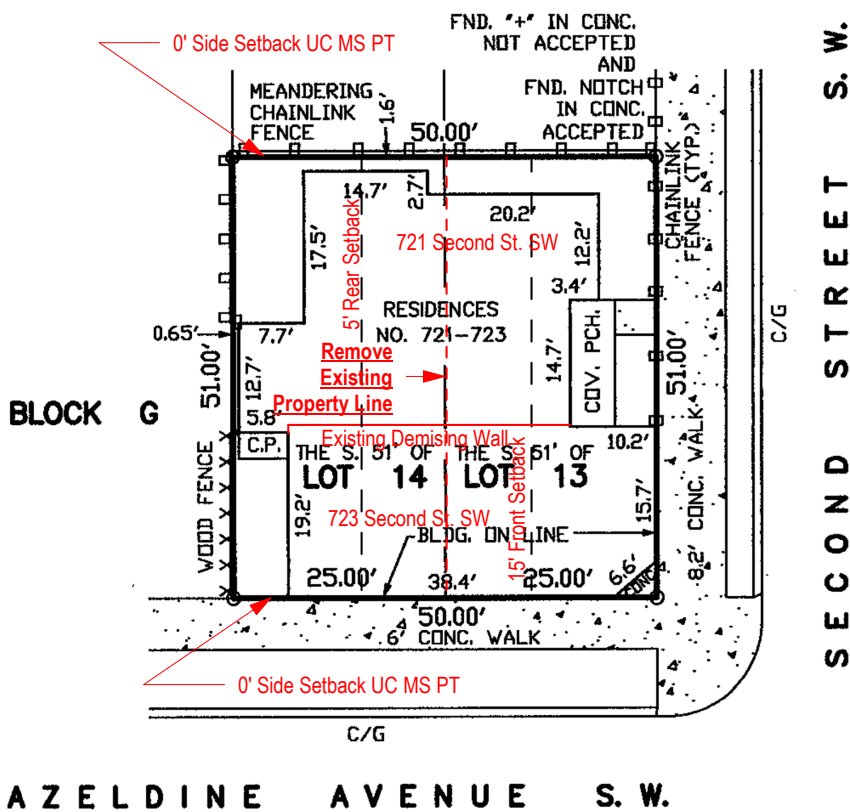 FND. "+" IN CONC.
NOT ACCEPTED
AND
FND. NOTCH
IN CONC.
ACCEPTED
0' Side Setback UC MS PT
MEANDERING
CHAINLINK
FENCE
1.6'
50.00'
CHAINLINK
FENCE (TYP.)
14.7'
2.7'
20.2'
17.5'
5' Rear Setback
721 Second St. SW
12.2'
3.4'
RESIDENCES
NO. 721-723
0.65'
7.7'
51.00'
12.7'
Remove
Existing
Property Line
14.7'
COV. PCH.
51.00'
C/G
BLOCK G
5.8'
C.P.
Existing Demising Wall
10.2'
THE S. 51' OF
LOT 14
THE S. 51' OF
LOT 13
WOOD FENCE
19.2'
723 Second St. SW
15' Front Setback
BLDG. ON LINE
15.7'
8.2' CONC. WALK
25.00'
38.4'
25.00'
6.6'
CONC.
50.00'
6' CONC. WALK
0' Side Setback UC MS PT
C/G
AZELDINE AVENUE S. W.
SECOND STREET S. W.